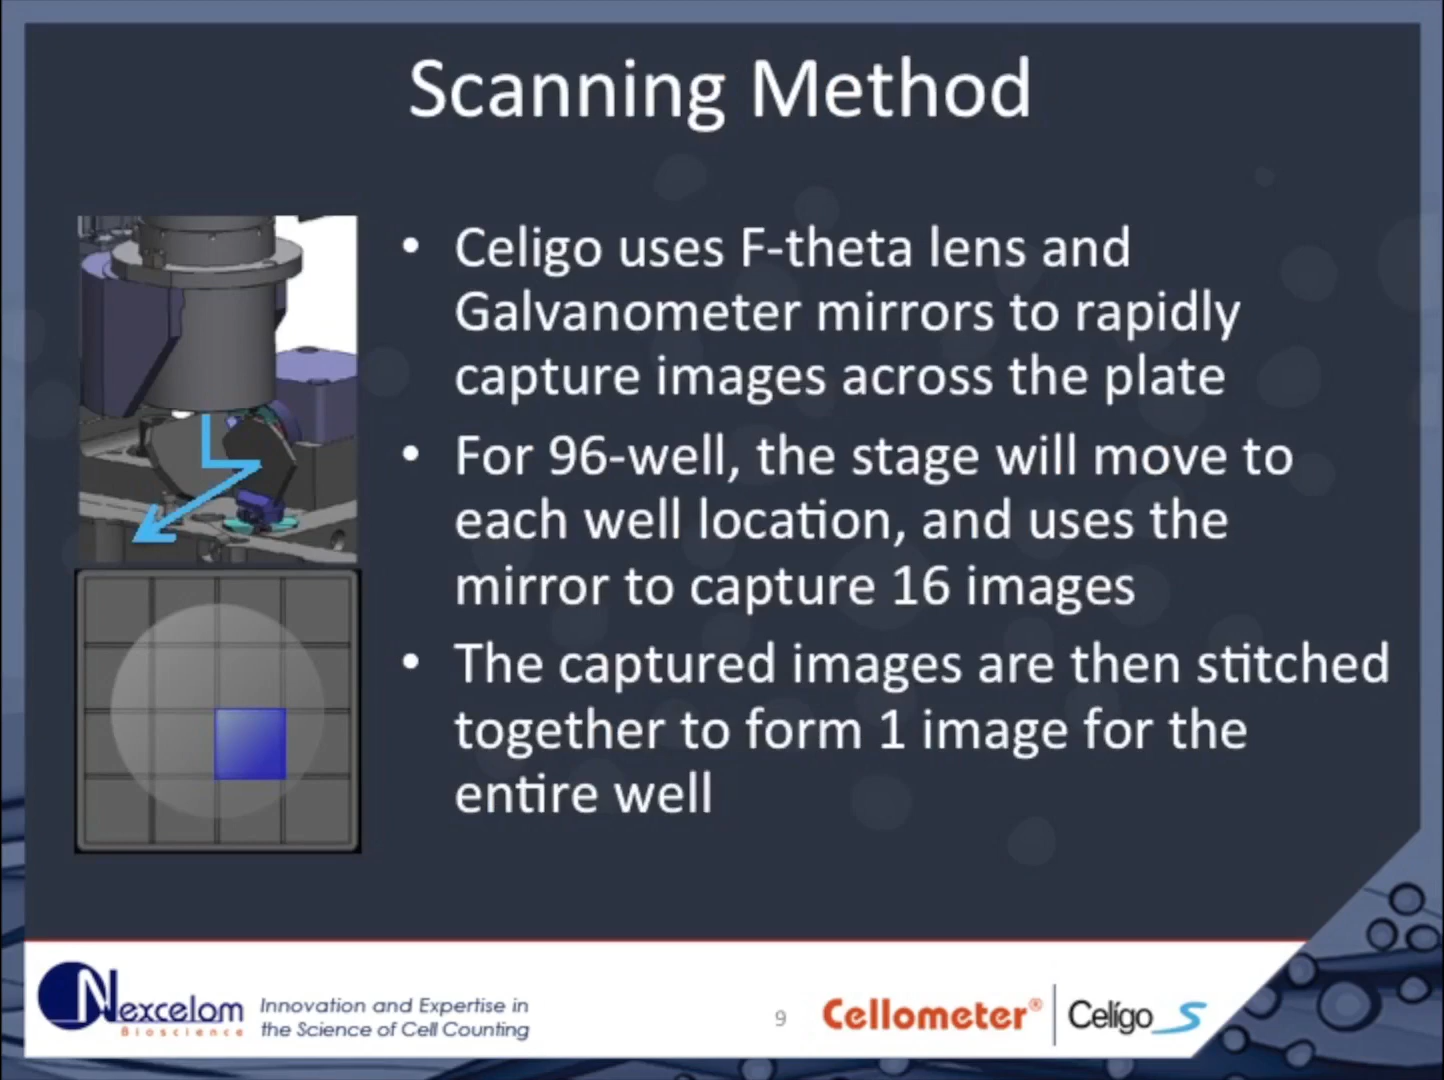 Scanning Method
• Celigo uses F-theta lens and
Galvanometer mirrors to rapidly
capture images across the plate
• For 96-well, the stage will move to
each well location, and uses the
mirror to capture 16 images
• The captured images are then stitched
together to form 1 image for the
entire well
Nexcelom
Bioscience
Innovation and Expertise in
the Science of Cell Counting
9
Cellometer®
Celígo S